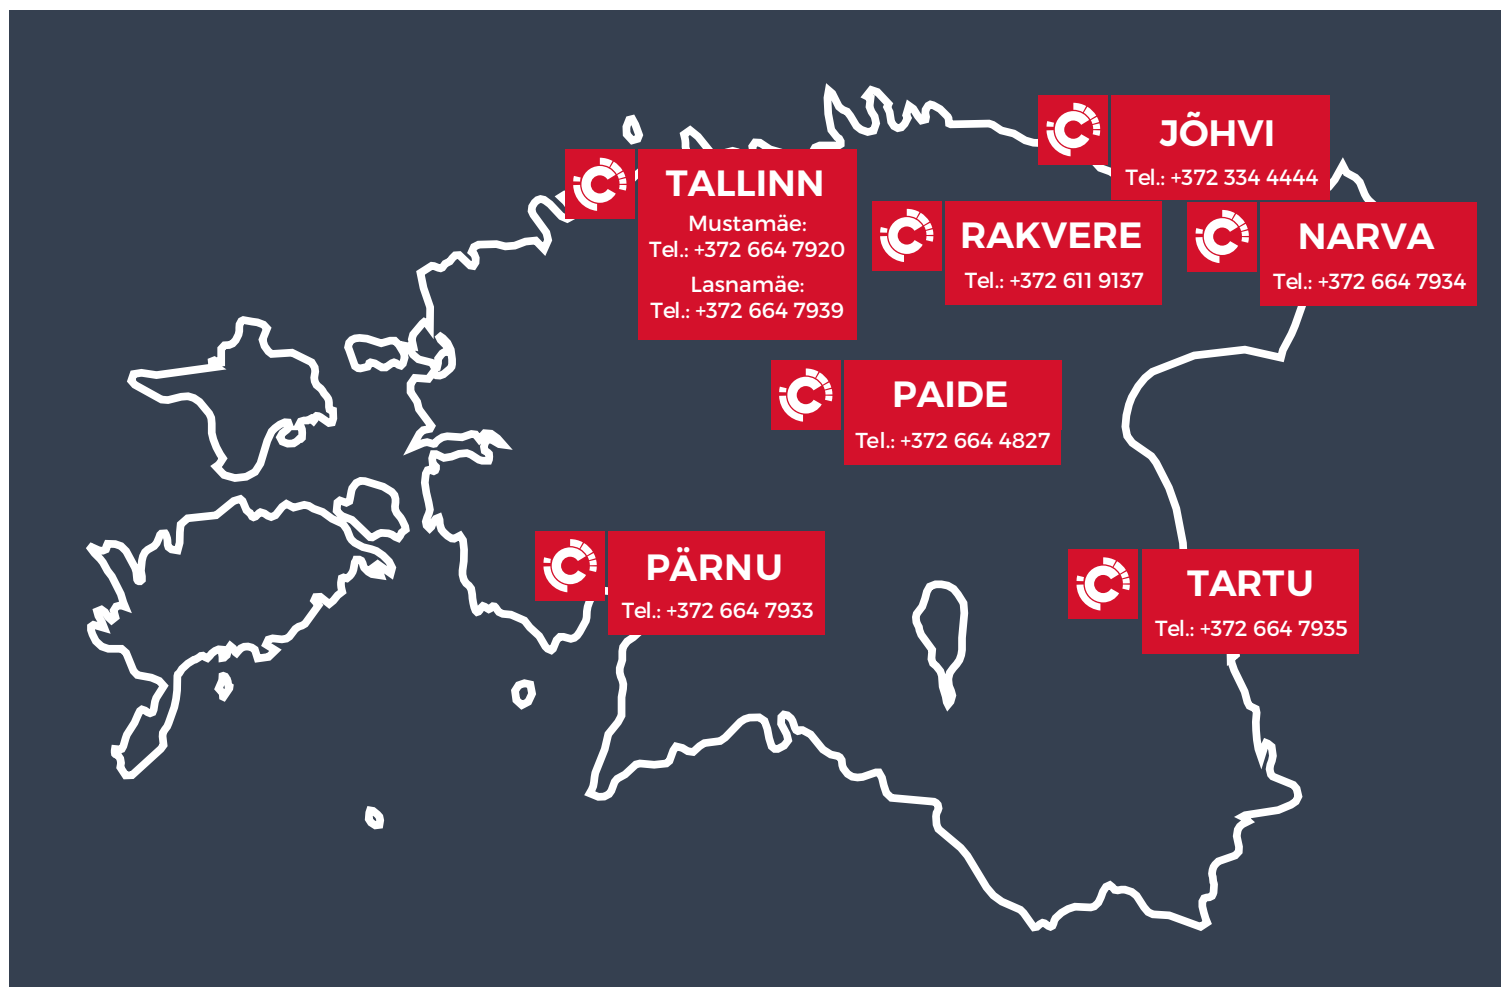 JÕHVI
Tel.: +372 334 4444
TALLINN
Mustamäe:
Tel.: +372 664 7920
Lasnamäe:
Tel.: +372 664 7939
RAKVERE
Tel.: +372 611 9137
NARVA
Tel.: +372 664 7934
PAIDE
Tel.: +372 664 4827
PÄRNU
Tel.: +372 664 7933
TARTU
Tel.: +372 664 7935